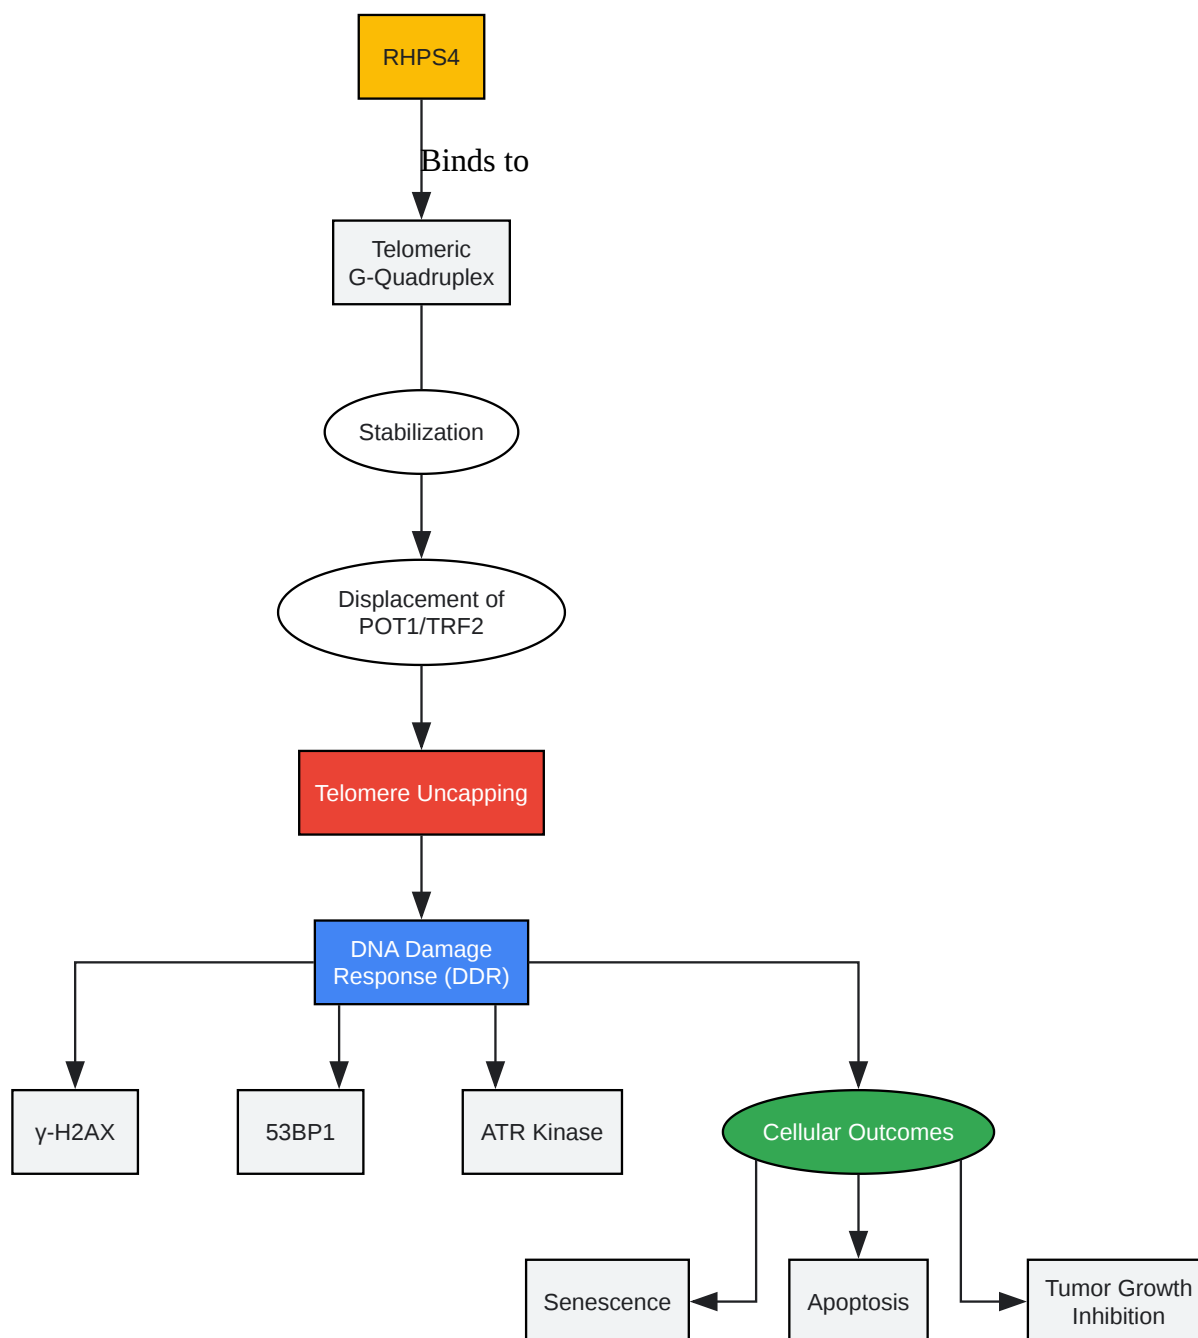 RHPS4
Binds to
Telomeric
G-Quadruplex
Stabilization
Displacement of
POT1/TRF2
Telomere Uncapping
DNA Damage
Response (DDR)
γ-H2AX
53BP1
ATR Kinase
Cellular Outcomes
Senescence
Apoptosis
Tumor Growth
Inhibition